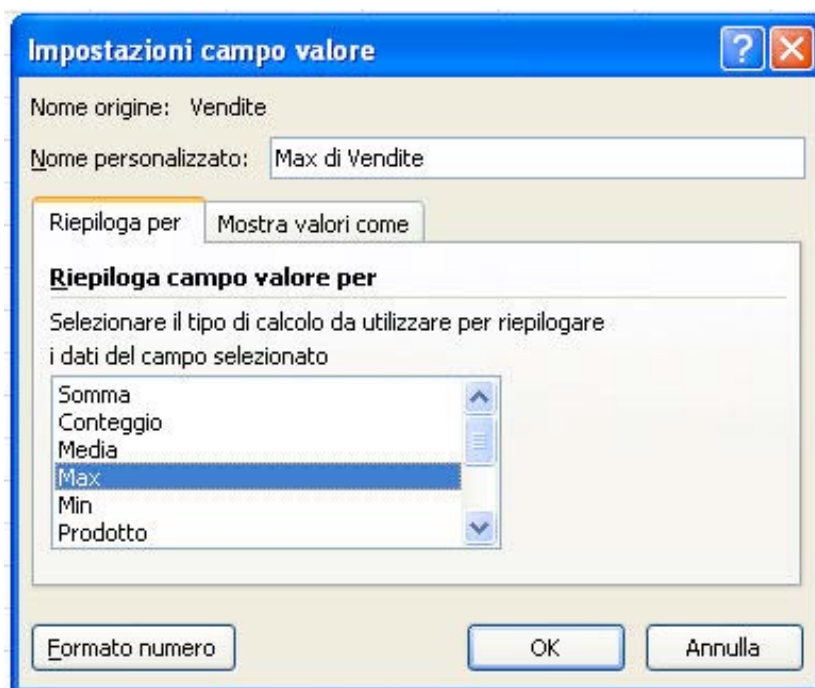 Impostazioni campo valore
Nome origine: Vendite
Nome personalizzato: Max di Vendite
Riepiloga per Mostra valori come
Riepiloga campo valore per
Selezionare il tipo di calcolo da utilizzare per riepilogare
i dati del campo selezionato
Somma
Conteggio
Media
Max
Min
Prodotto
Formato numero OK Annulla